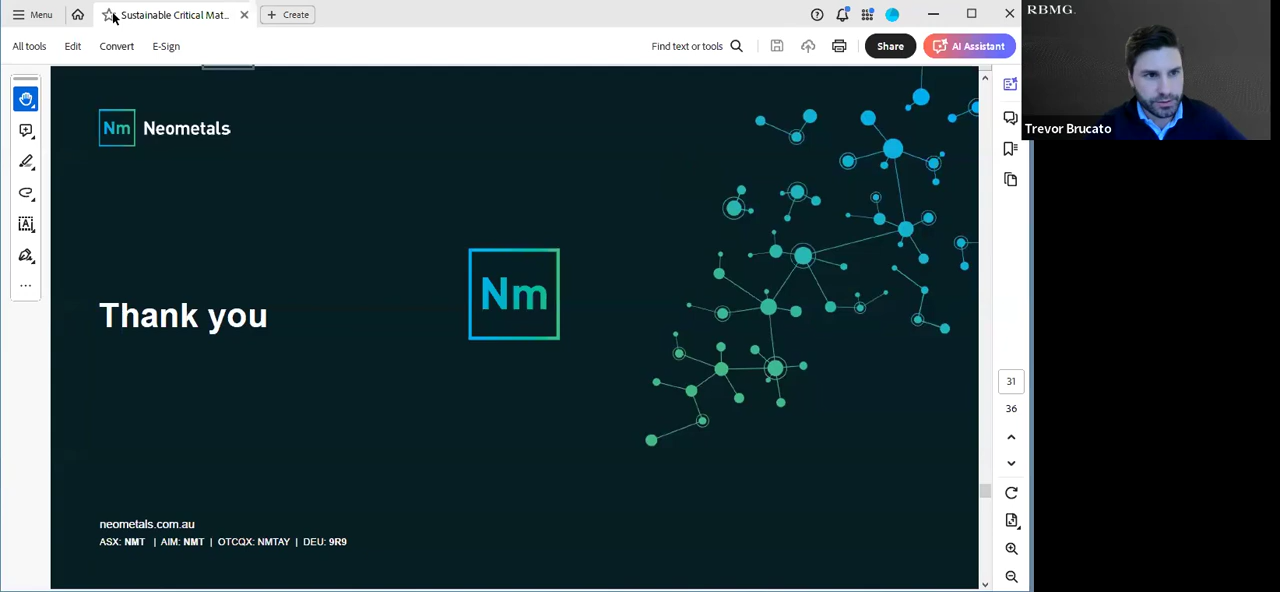 Menu
Sustainable Critical Mat...
Create
All tools
Edit
Convert
E-Sign
Find text or tools
Share
AI Assistant
RBMG.
Trevor Brucato
Nm Neometals
Nm
Thank you
31
36
neometals.com.au
ASX: NMT | AIM: NMT | OTCQX: NMTAY | DEU: 9R9